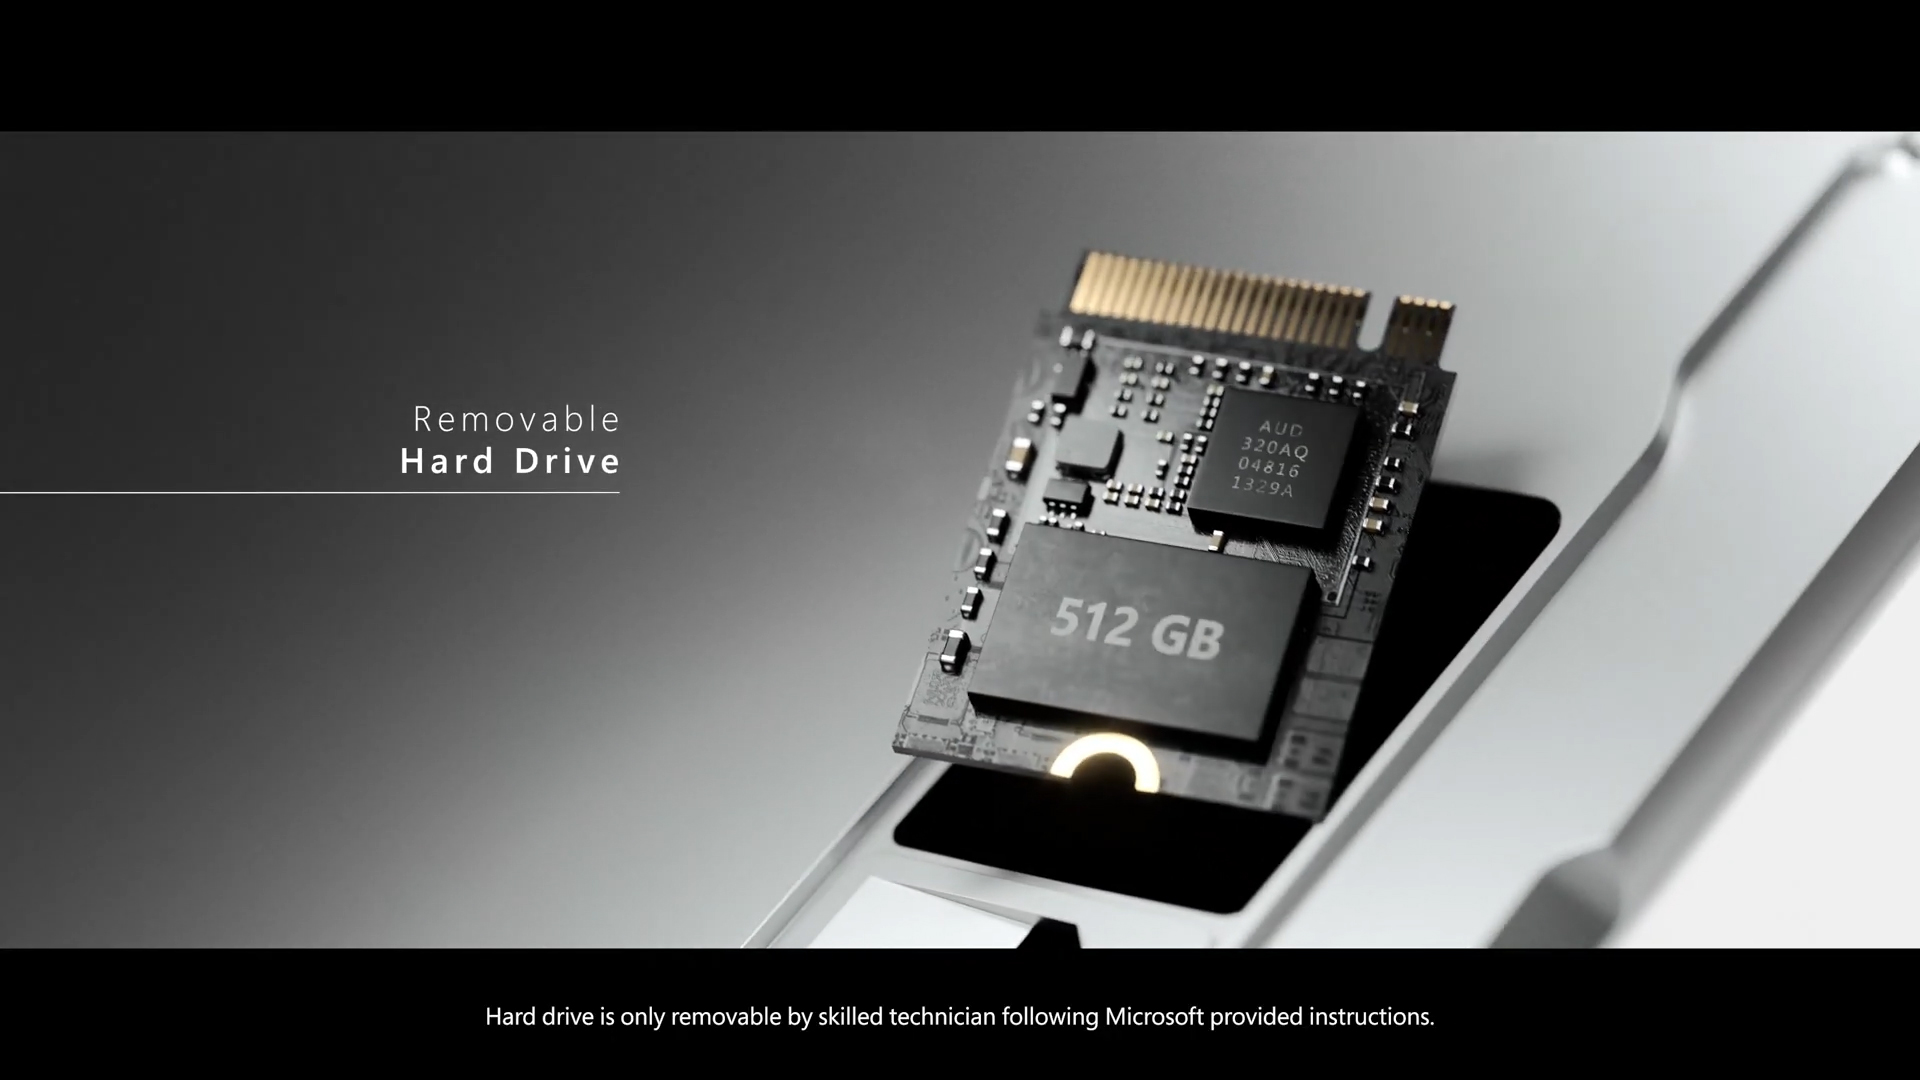 Removable
Hard Drive
AUD
320AQ
04816
1329A
512 GB
Hard drive is only removable by skilled technician following Microsoft provided instructions.